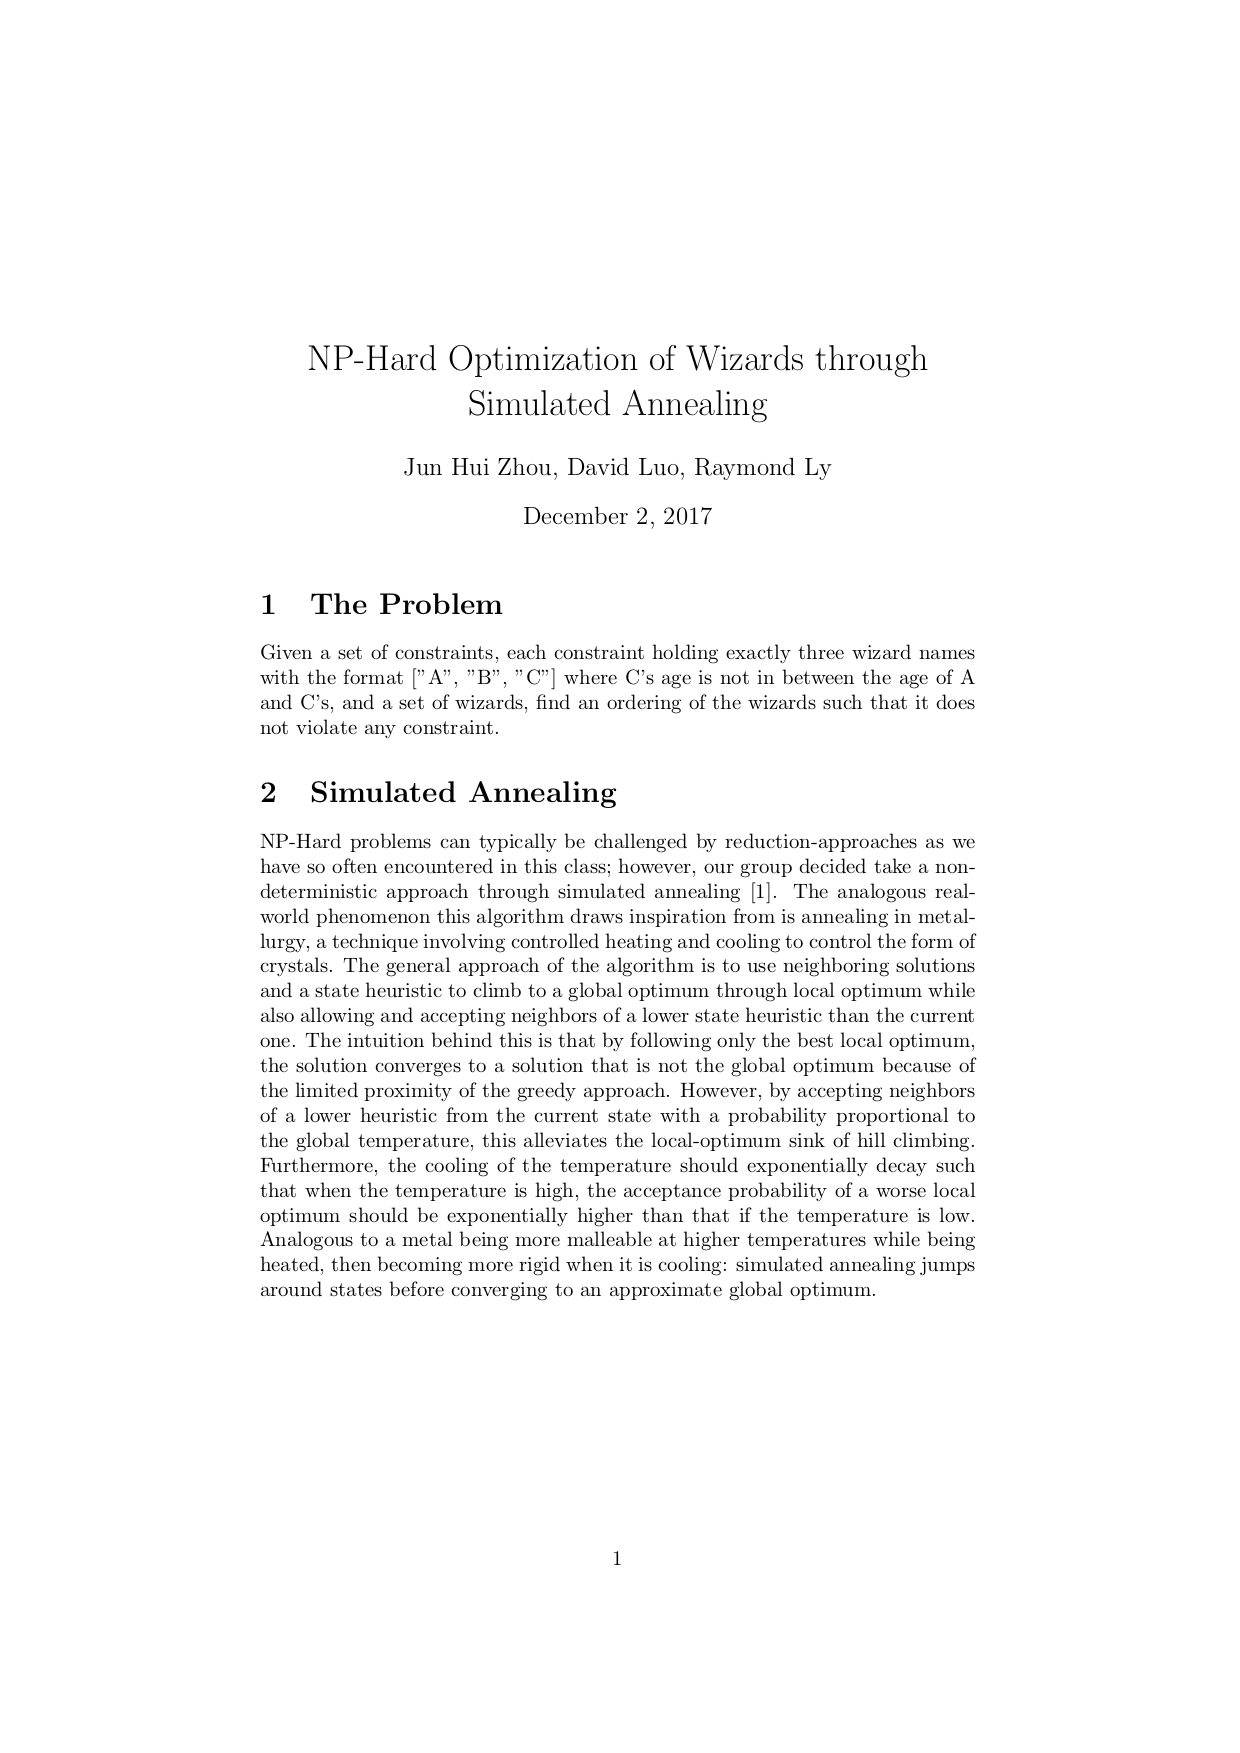 NP-Hard Optimization of Wizards through
Simulated Annealing
Jun Hui Zhou, David Luo, Raymond Ly
December 2, 2017
1 The Problem
Given a set of constraints, each constraint holding exactly three wizard names
with the format [”A”, ”B”, ”C”] where C’s age is not in between the age of A
and C’s, and a set of wizards, find an ordering of the wizards such that it does
not violate any constraint.
2 Simulated Annealing
NP-Hard problems can typically be challenged by reduction-approaches as we
have so often encountered in this class; however, our group decided take a non-
deterministic approach through simulated annealing [1]. The analogous real-
world phenomenon this algorithm draws inspiration from is annealing in metal-
lurgy, a technique involving controlled heating and cooling to control the form of
crystals. The general approach of the algorithm is to use neighboring solutions
and a state heuristic to climb to a global optimum through local optimum while
also allowing and accepting neighbors of a lower state heuristic than the current
one. The intuition behind this is that by following only the best local optimum,
the solution converges to a solution that is not the global optimum because of
the limited proximity of the greedy approach. However, by accepting neighbors
of a lower heuristic from the current state with a probability proportional to
the global temperature, this alleviates the local-optimum sink of hill climbing.
Furthermore, the cooling of the temperature should exponentially decay such
that when the temperature is high, the acceptance probability of a worse local
optimum should be exponentially higher than that if the temperature is low.
Analogous to a metal being more malleable at higher temperatures while being
heated, then becoming more rigid when it is cooling: simulated annealing jumps
around states before converging to an approximate global optimum.
1